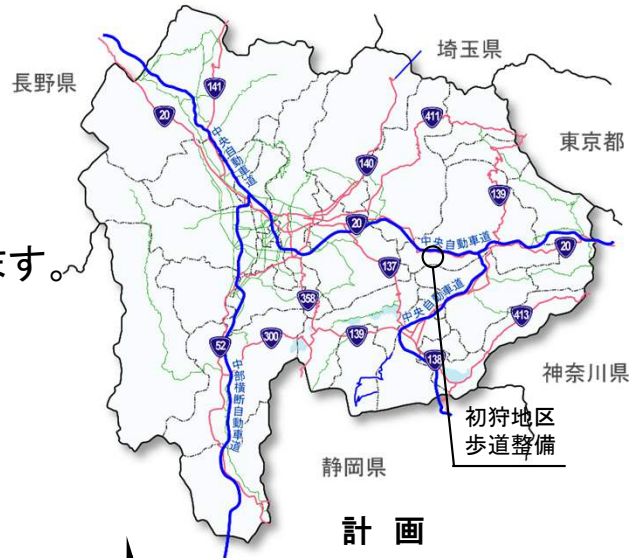 埼玉県
長野県
141
20
411
東京都
中央自動車道
140
139
ます。
20
中央自動車道
20
137
358
中央自動車道
413
52
300
139
138
中部横断自動車道
神奈川県
初狩地区
歩道整備
静岡県
計 画